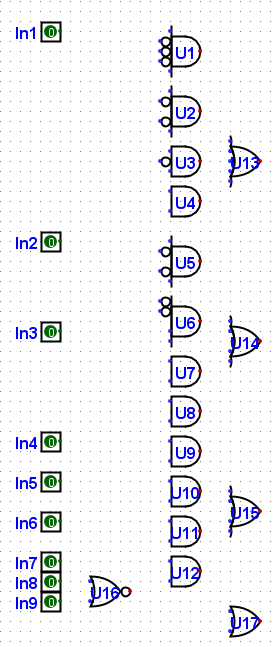 In1 0 U1
U2
U3 U13
U4
In2 0 U5
In3 0 U6 U14
U7
U8
In4 0 U9
In5 0 U10 U15
In6 0 U11
In7 0 U12
In8 0 U16
In9 0 U17